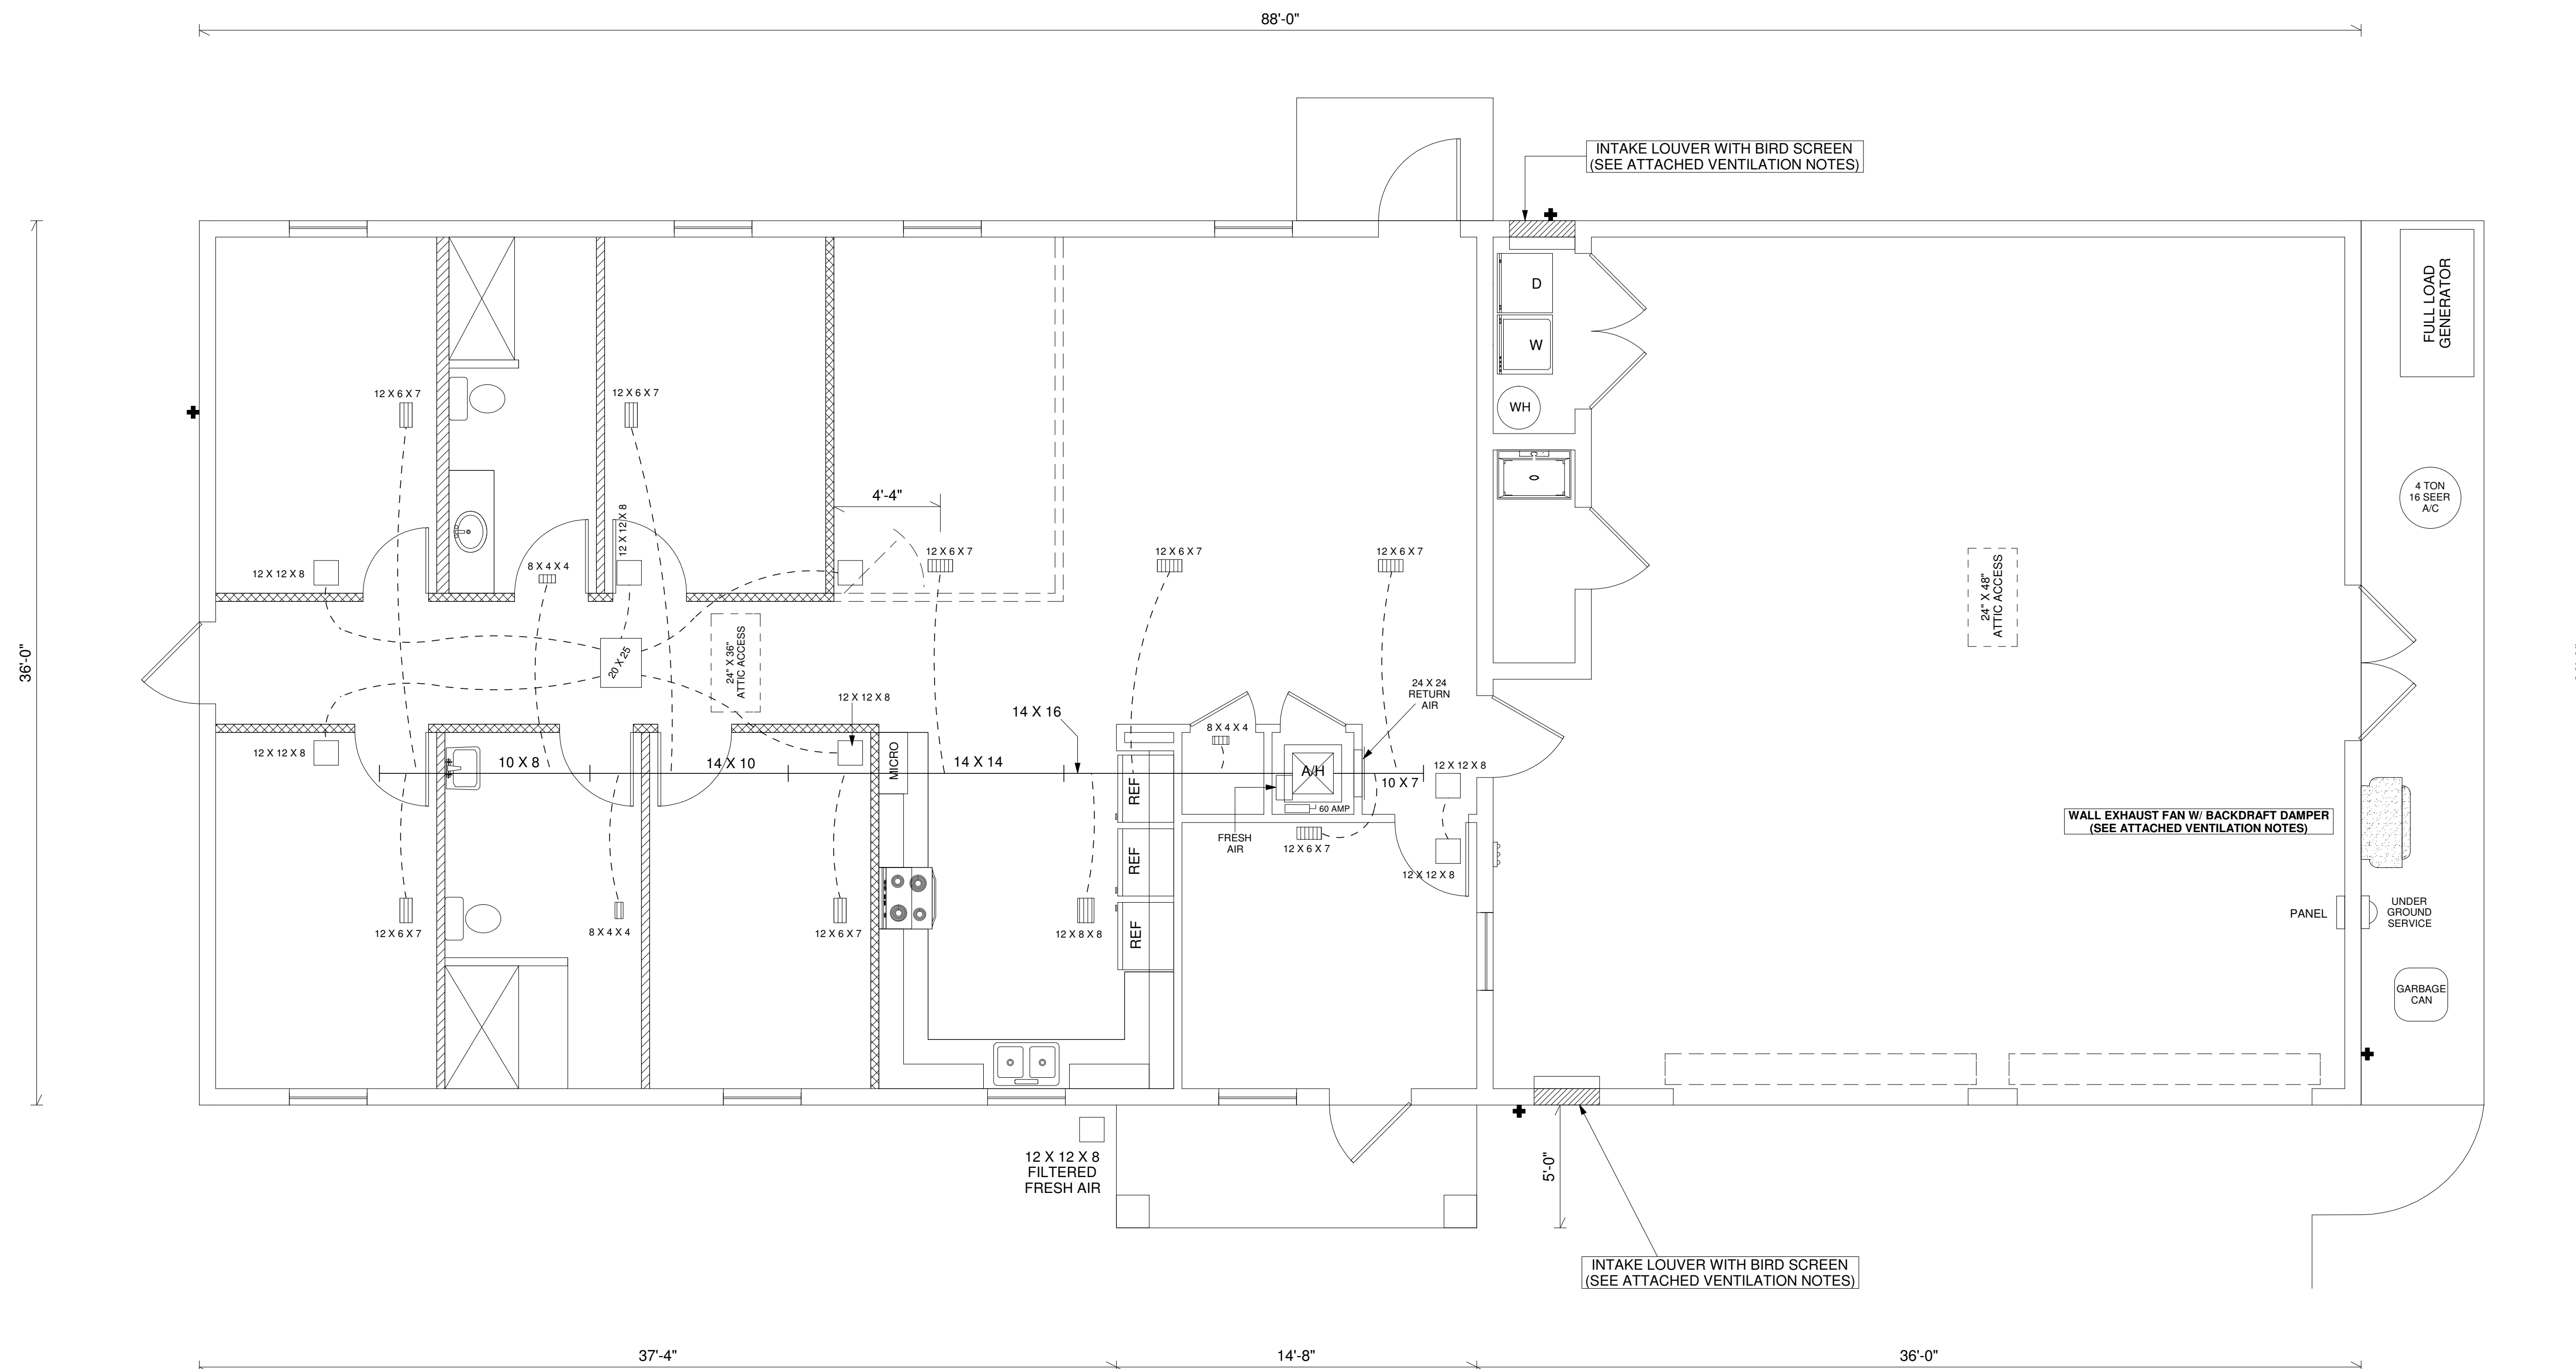 88'-0"
INTAKE LOUVER WITH BIRD SCREEN
(SEE ATTACHED VENTILATION NOTES)
FULL LOAD
GENERATOR
D
W
WH
12 X 6 X 7
12 X 6 X 7
4'-4"
12 X 12 X 8
4 TON
16 SEER
A/C
12 X 6 X 7
12 X 6 X 7
12 X 6 X 7
12 X 12 X 8
8 X 4 X 4
24" X 48"
ATTIC ACCESS
36'-0"
20 X 25
24" X 36"
ATTIC ACCESS
12 X 12 X 8
14 X 16
24 X 24
RETURN
AIR
8 X 4 X 4
12 X 12 X 8
10 X 8
14 X 10
MICRO
14 X 14
REF
A/H
10 X 7
12 X 12 X 8
60 AMP
FRESH
AIR
12 X 6 X 7
REF
12 X 12 X 8
WALL EXHAUST FAN W/ BACKDRAFT DAMPER
(SEE ATTACHED VENTILATION NOTES)
12 X 6 X 7
8 X 4 X 4
12 X 6 X 7
12 X 8 X 8
REF
PANEL
UNDER
GROUND
SERVICE
GARBAGE
CAN
12 X 12 X 8
FILTERED
FRESH AIR
5'-0"
INTAKE LOUVER WITH BIRD SCREEN
(SEE ATTACHED VENTILATION NOTES)
37'-4"
14'-8"
36'-0"